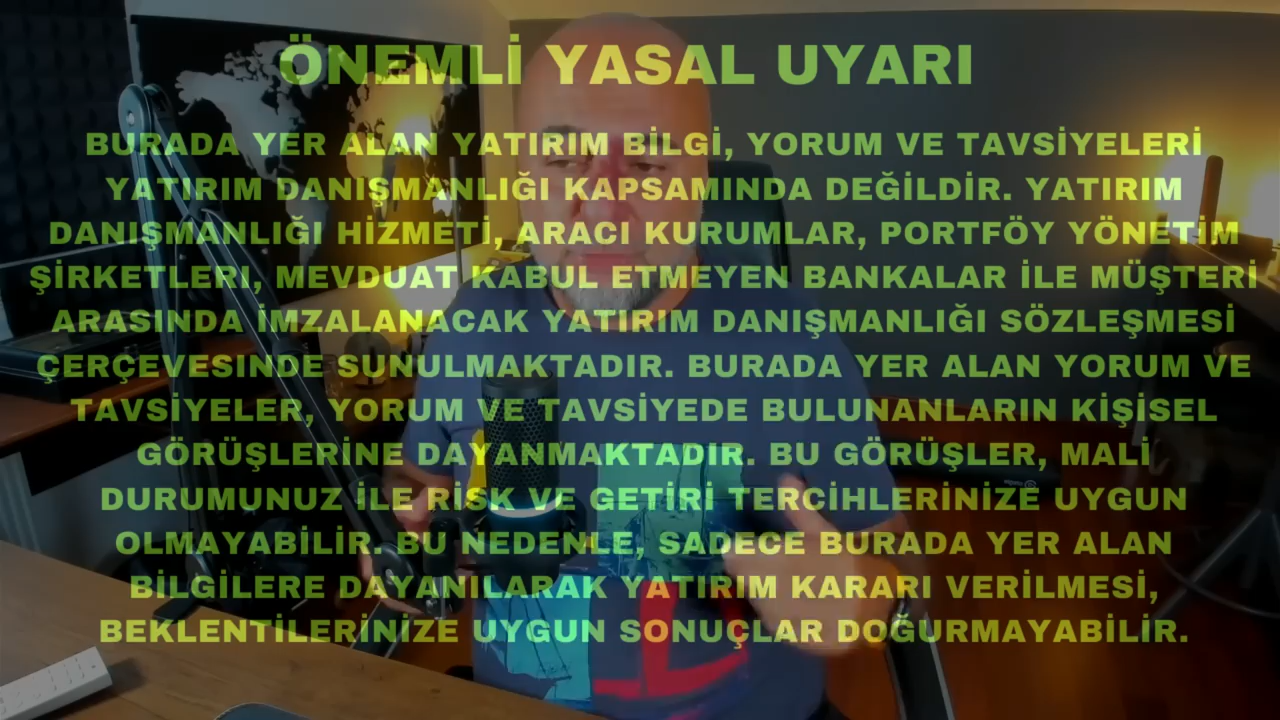 ÖNEMLİ YASAL UYARI
BURADA YER ALAN YATIRIM BİLGİ, YORUM VE TAVSİYELERİ
YATIRIM DANIŞMANLIĞI KAPSAMINDA DEĞİLDİR. YATIRIM
DANIŞMANLIĞI HİZMETİ, ARACI KURUMLAR, PORTFÖY YÖNETİM
ŞİRKETLERI, MEVDUAT KABUL ETMEYEN BANKALAR İLE MÜŞTERİ
ARASINDA İMZALANACAK YATIRIM DANIŞMANLIĞI SÖZLEŞMESİ
ÇERÇEVESINDE SUNULMAKTADIR. BURADA YER ALAN YORUM VE
TAVSİYELER, YORUM VE TAVSİYEDE BULUNANLARIN KİŞİSEL
GÖRÜŞLERİNE DAYANMAKTADIR. BU GÖRÜŞLER, MALİ
DURUMUNUZ İLE RİSK VE GETİRİ TERCİHLERİNİZE UYGUN
OLMAYABİLİR. BU NEDENLE, SADECE BURADA YER ALAN
BİLGİLERE DAYANILARAK YATIRIM KARARI VERİLMESİ,
BEKLENTİLERİNİZE UYGUN SONUÇLAR DOĞURMAYABİLİR.